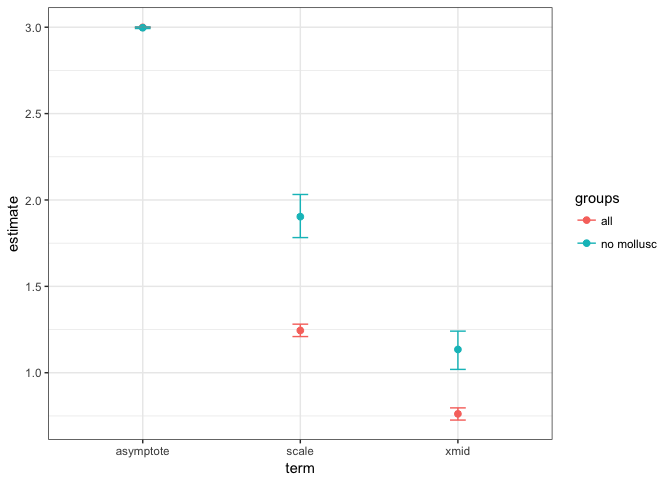 3.0
2.5
2.0
1.5
1.0
estimate
asymptote scale xmid
term
groups
all
no mollusc